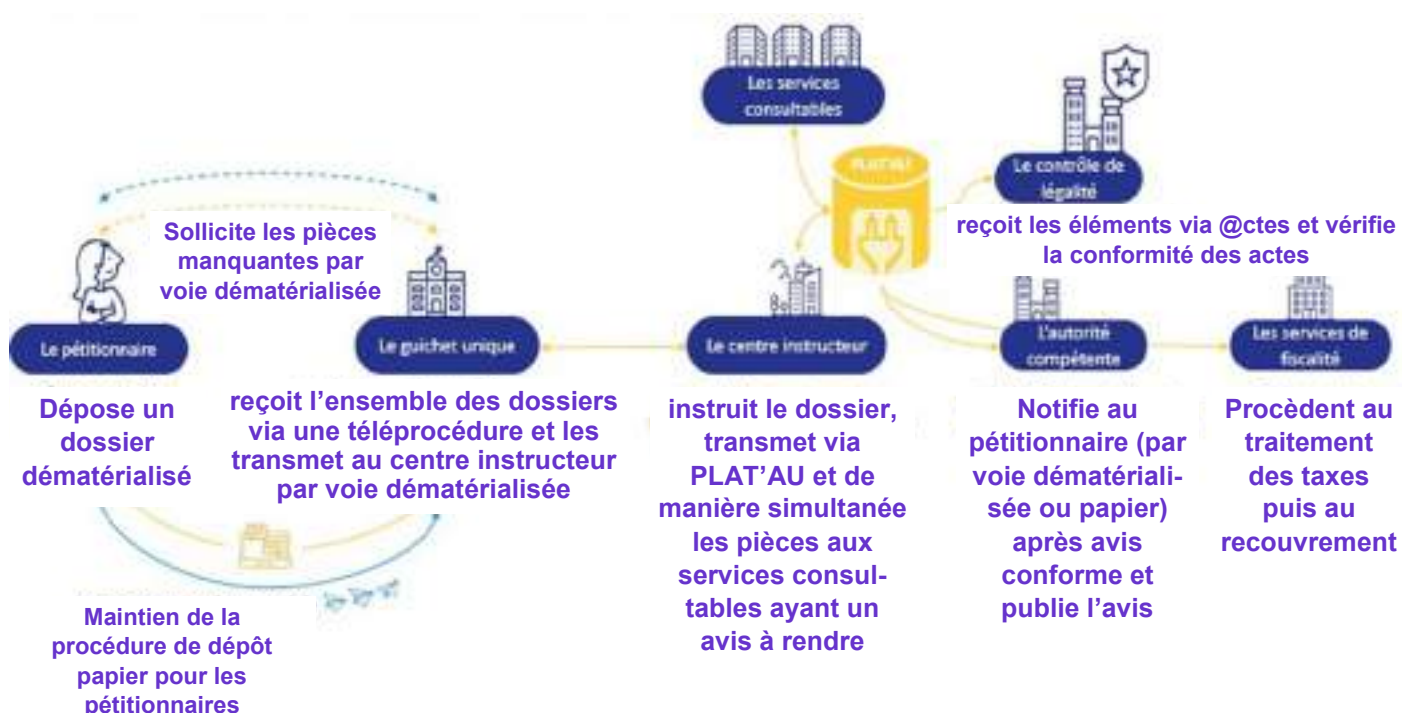 Les services
consultables
PLAT'AU
Le contrôle de
légalité
reçoit les éléments via @ctes et vérifie
la conformité des actes
Sollicite les pièces
manquantes par
voie dématérialisée
Le pétitionnaire
Le guichet unique
Le centre instructeur
L'autorité
compétente
Les services de
fiscalité
Dépose un
dossier
dématérialisé
reçoit l’ensemble des dossiers
via une téléprocédure et les
transmet au centre instructeur
par voie dématérialisée
instruit le dossier,
transmet via
PLAT’AU et de
manière simultanée
les pièces aux
services consul-
tables ayant un
avis à rendre
Notifie au
pétitionnaire (par
voie dématériali-
sée ou papier)
après avis
conforme et
publie l’avis
Procèdent au
traitement
des taxes
puis au
recouvrement
Maintien de la
procédure de dépôt
papier pour les
pétitionnaires